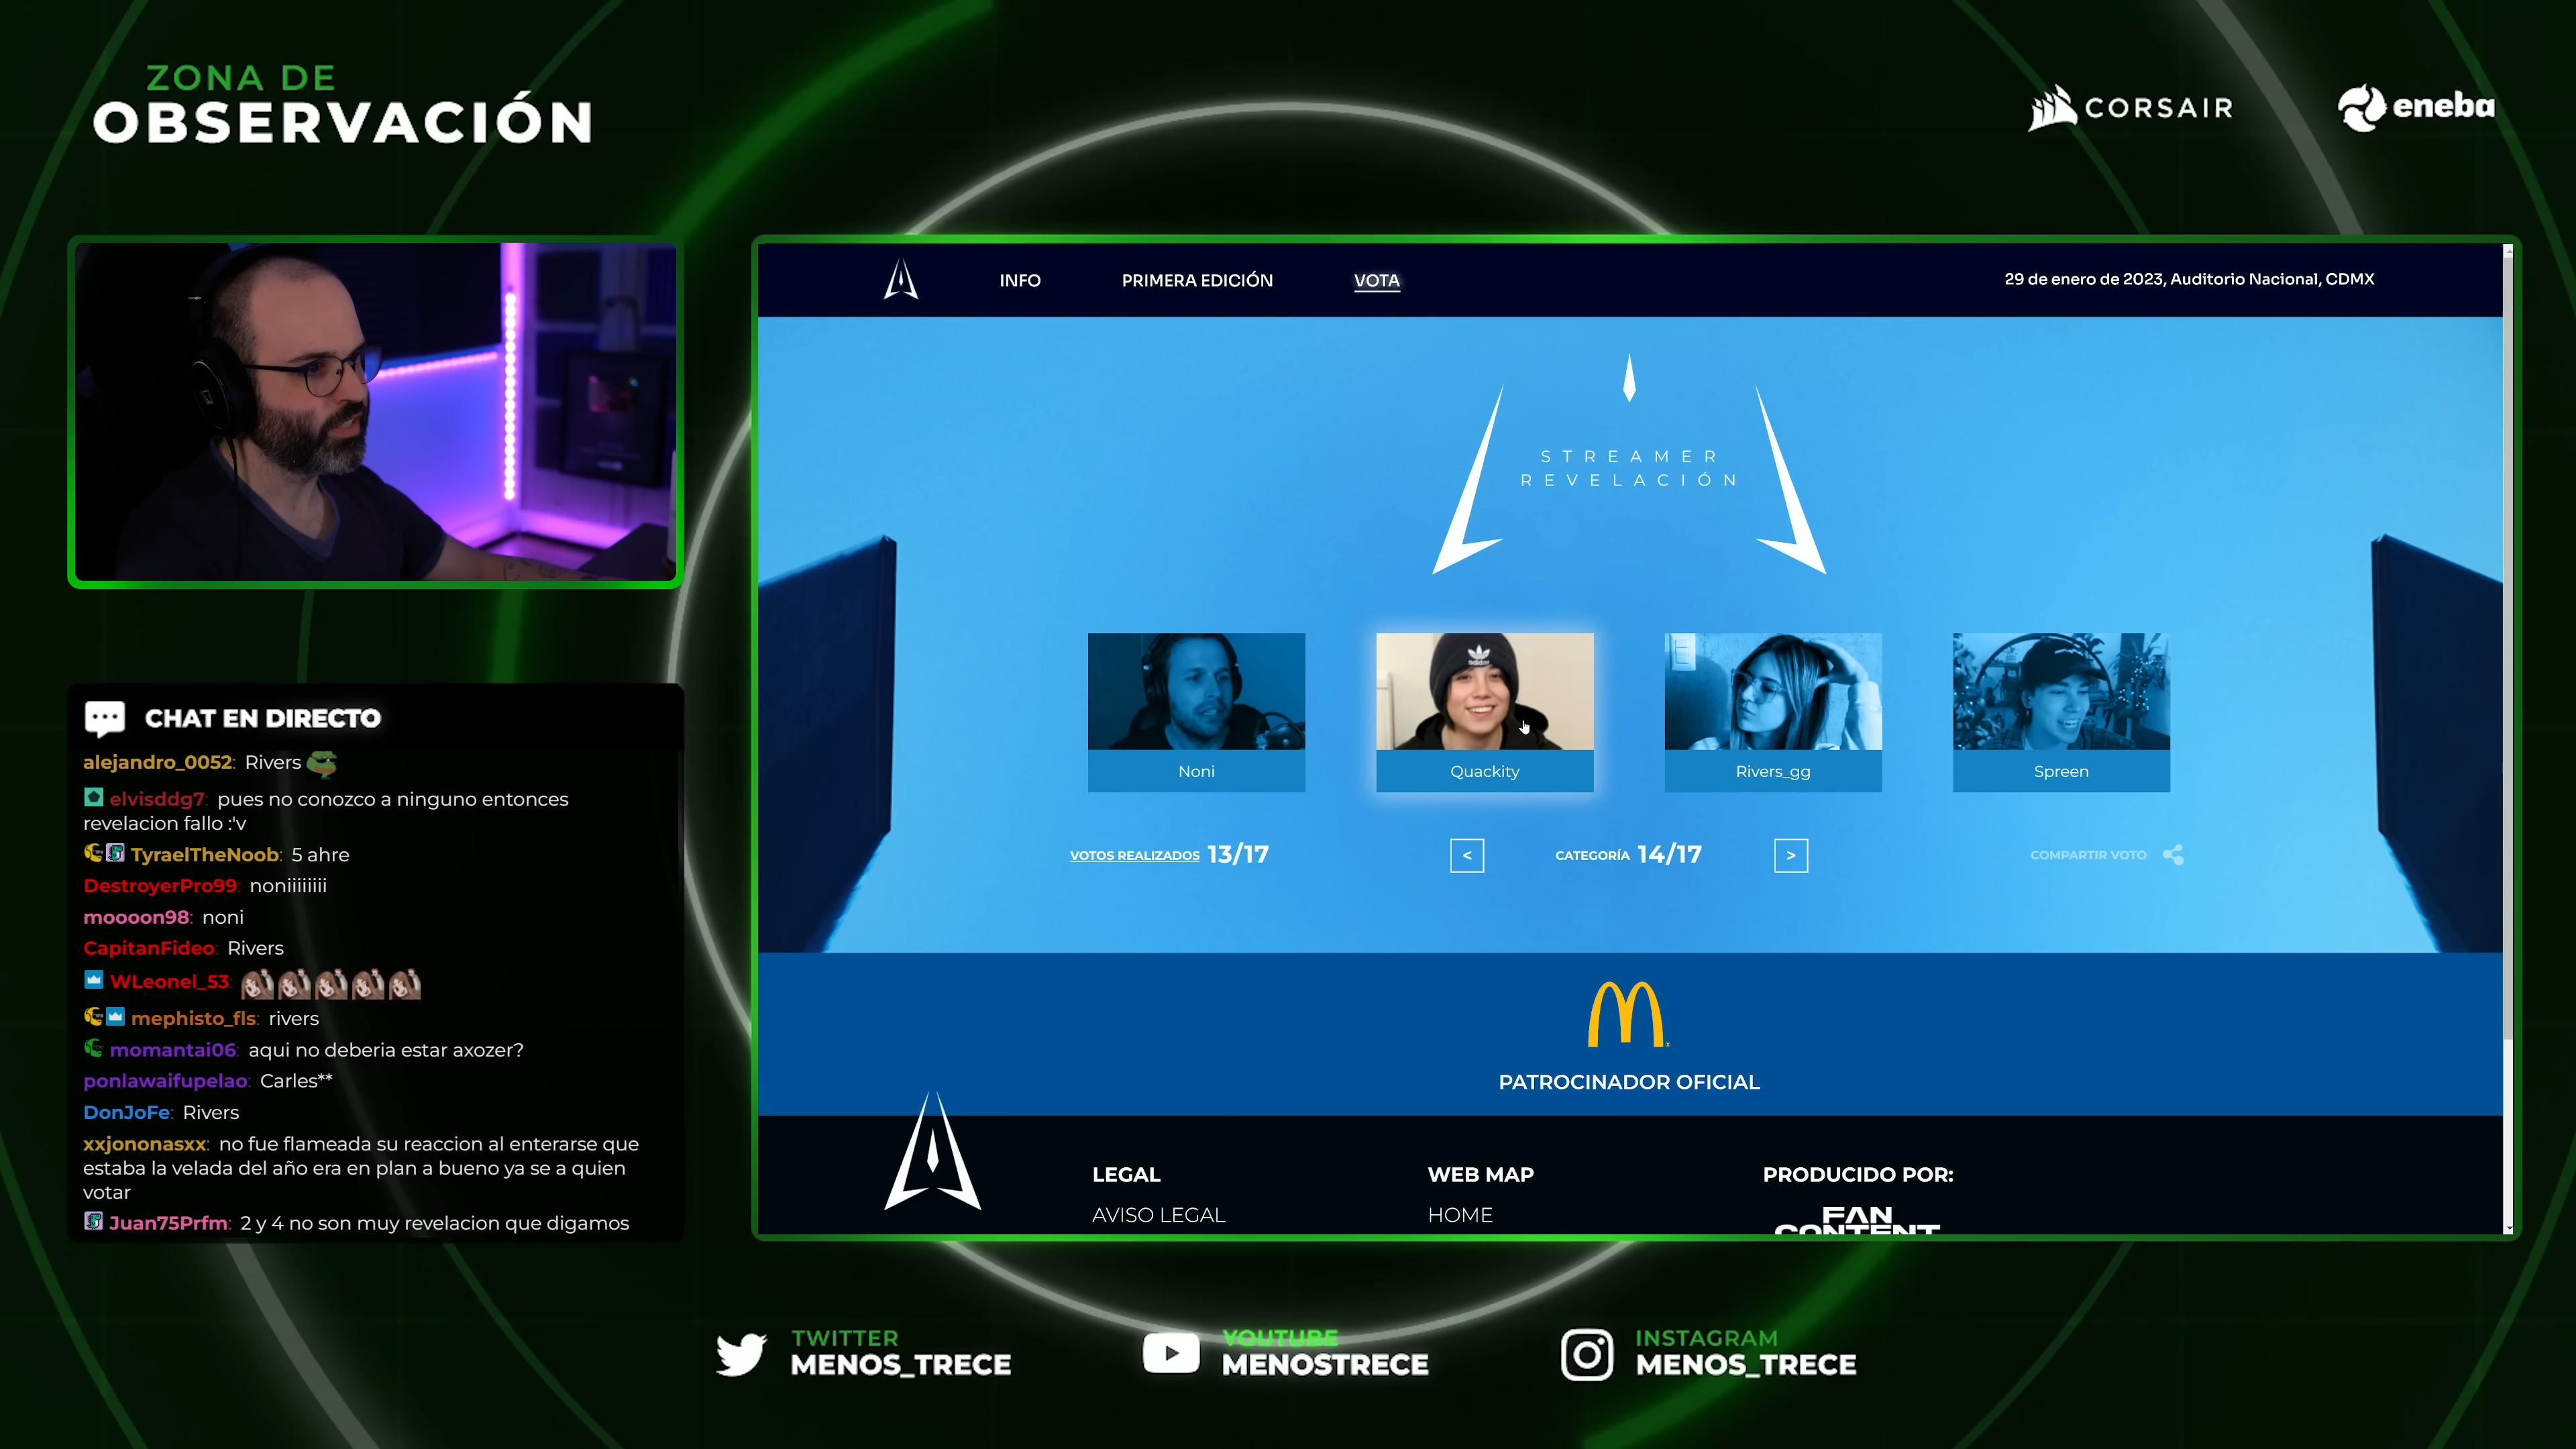 ZONA DE
OBSERVACIÓN
CORSAIR
eneba
INFO
PRIMERA EDICIÓN
VOTA
29 de enero de 2023, Auditorio Nacional, CDMX
STREAMER
REVELACIÓN
Noni
Quackity
Rivers_gg
Spreen
VOTOS REALIZADOS 13/17
<
CATEGORÍA 14/17
>
COMPARTIR VOTO
PATROCINADOR OFICIAL
LEGAL
AVISO LEGAL
WEB MAP
HOME
PRODUCIDO POR:
FAN
CONTENT
CHAT EN DIRECTO
alejandro_0052: Rivers
elvisddg7: pues no conozco a ninguno entonces
revelacion fallo :'v
TyraelTheNoob: 5 ahre
DestroyerPro99: noniiiiiiii
moooon98: noni
CapitanFideo: Rivers
WLeonel_53:
mephisto_fls: rivers
momantai06: aqui no deberia estar axozer?
ponlawaifupelao: Carles**
DonJoFe: Rivers
xxjononasxx: no fue flameada su reaccion al enterarse que
estaba la velada del año era en plan a bueno ya se a quien
votar
Juan75Prfm: 2 y 4 no son muy revelacion que digamos
TWITTER
MENOS_TRECE
YOUTUBE
MENOSTRECE
INSTAGRAM
MENOS_TRECE